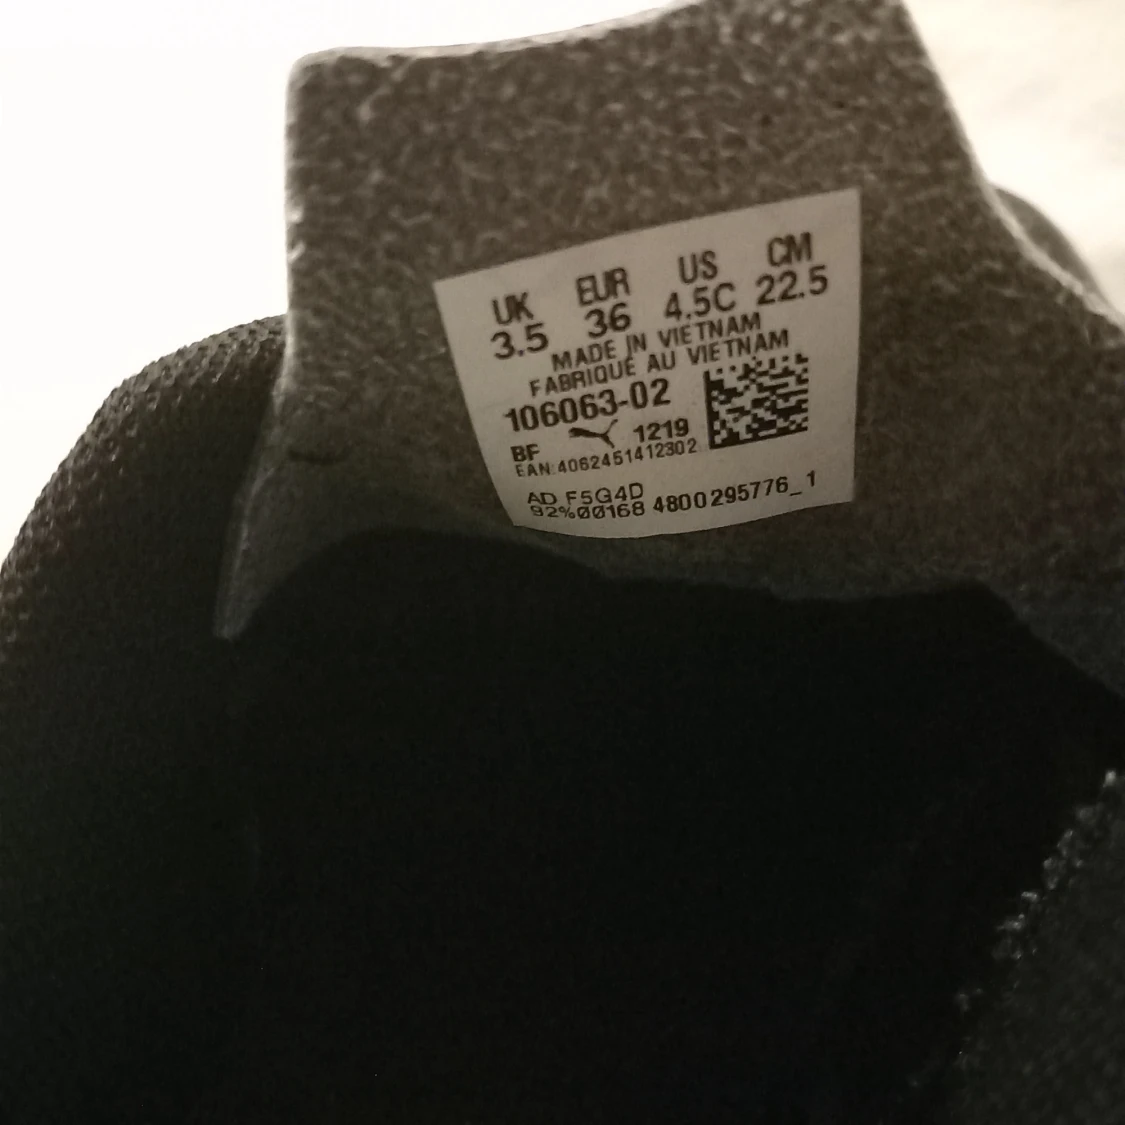 UK EUR US CM
3.5 36 4.5C 22.5
MADE IN VIETNAM
FABRIQUÉ AU VIETNAM
106063-02
BF 1219
EAN:4062451412302
AD F5G4D
92%00168 4800295776_1